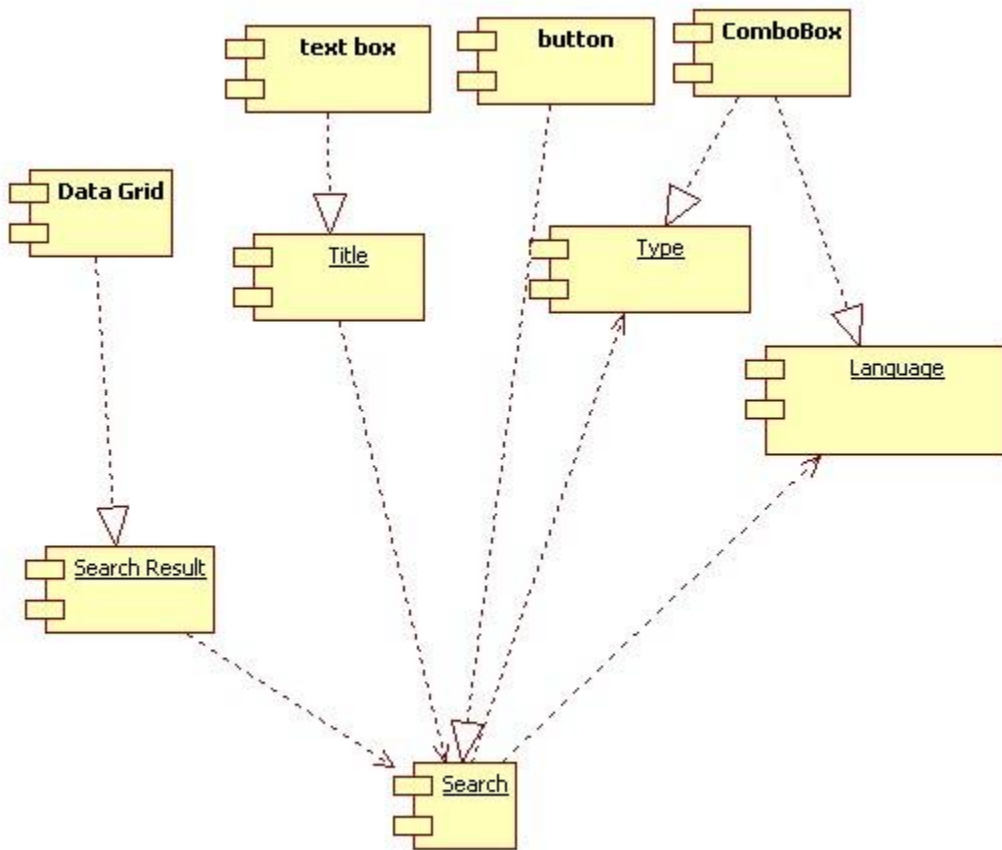 text box
button
ComboBox
Data Grid
Title
Type
Language
Search Result
Search